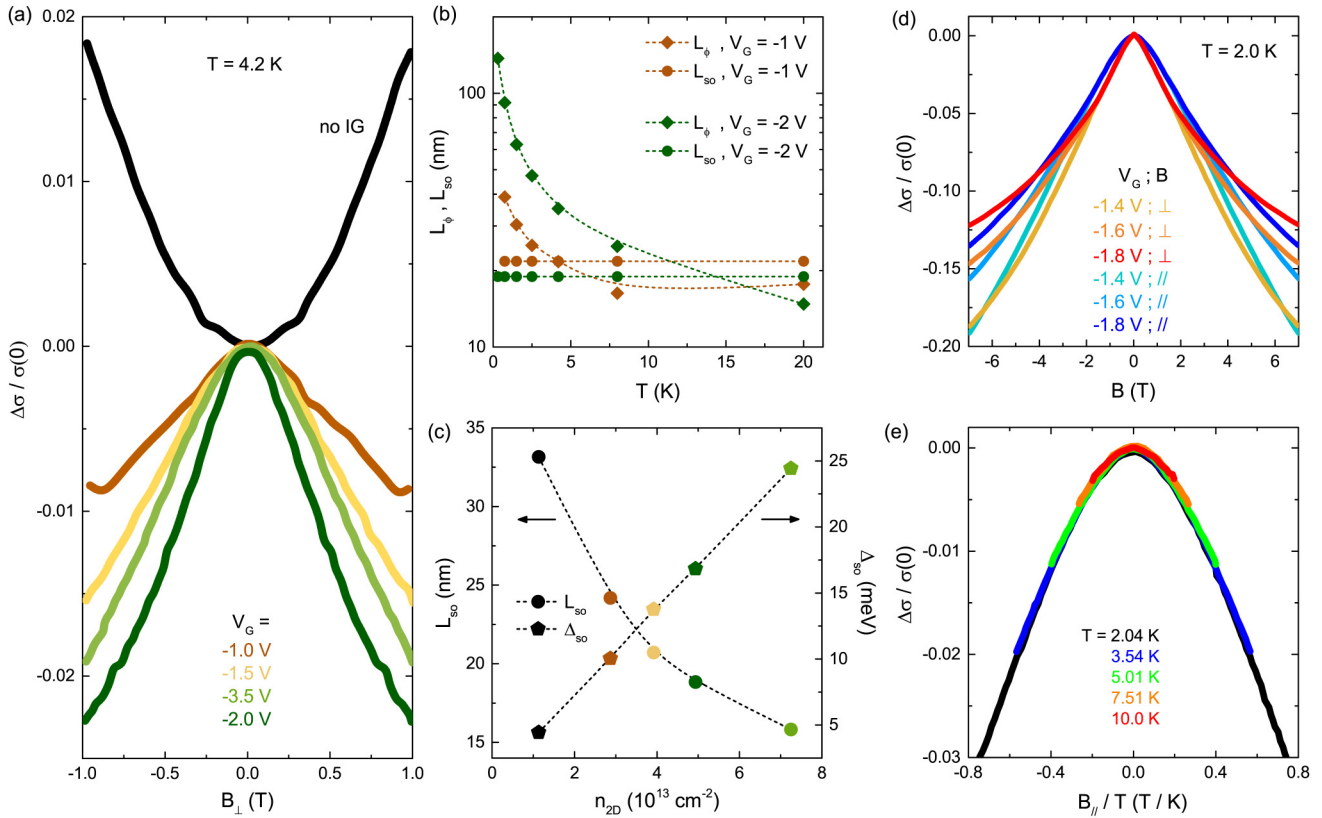 (a)
0.02
0.01
0.00
-0.01
-0.02
Δσ / σ(0)
T = 4.2 K
no IG
V_G =
-1.0 V
-1.5 V
-3.5 V
-2.0 V
-1.0 -0.5 0.0 0.5 1.0
B_⊥ (T)
(b)
100
10
L_ϕ , L_so (nm)
L_ϕ , V_G = -1 V
L_so , V_G = -1 V
L_ϕ , V_G = -2 V
L_so , V_G = -2 V
0 5 10 15 20
T (K)
(c)
35
30
25
20
15
L_so (nm)
L_so
Δ_so
25
20
15
10
5
Δ_so (meV)
0 2 4 6 8
n_2D (10^13 cm^-2)
(d)
0.00
-0.05
-0.10
-0.15
-0.20
Δσ / σ(0)
T = 2.0 K
V_G ; B
-1.4 V ; ⊥
-1.6 V ; ⊥
-1.8 V ; ⊥
-1.4 V ; //
-1.6 V ; //
-1.8 V ; //
-6 -4 -2 0 2 4 6
B (T)
(e)
0.00
-0.01
-0.02
-0.03
Δσ / σ(0)
T = 2.04 K
3.54 K
5.01 K
7.51 K
10.0 K
-0.8 -0.4 0.0 0.4 0.8
B_// / T (T / K)